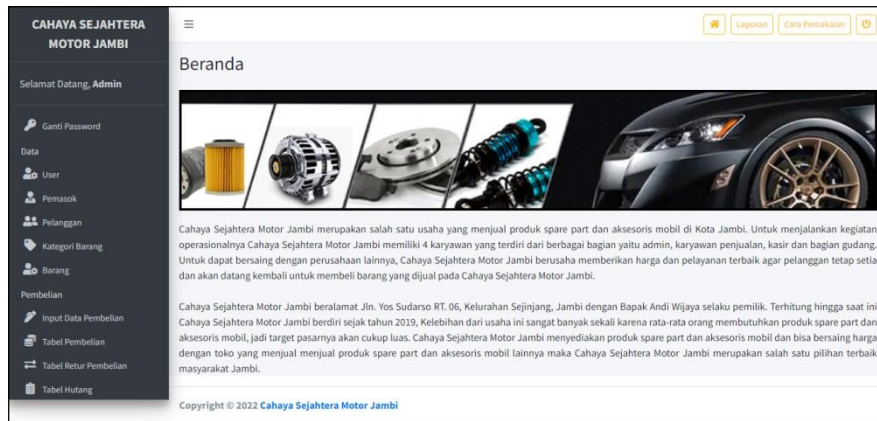 CAHAYA SEJAHTERA
MOTOR JAMBI
Selamat Datang, Admin
Ganti Password
Data
User
Pemasok
Pelanggan
Kategori Barang
Barang
Pembelian
Input Data Pembelian
Tabel Pembelian
Tabel Retur Pembelian
Tabel Hutang
Laporan
Cara Pemakaian
Beranda
Cahaya Sejahtera Motor Jambi merupakan salah satu usaha yang menjual produk spare part dan aksesoris mobil di Kota Jambi. Untuk menjalankan kegiatan
operasionalnya Cahaya Sejahtera Motor Jambi memiliki 4 karyawan yang terdiri dari berbagai bagian yaitu admin, karyawan penjualan, kasir dan bagian gudang.
Untuk dapat bersaing dengan perusahaan lainnya, Cahaya Sejahtera Motor Jambi berusaha memberikan harga dan pelayanan terbaik agar pelanggan tetap setia
dan akan datang kembali untuk membeli barang yang dijual pada Cahaya Sejahtera Motor Jambi.
Cahaya Sejahtera Motor Jambi beralamat Jln. Yos Sudarso RT. 06, Kelurahan Sejinjang, Jambi dengan Bapak Andi Wijaya selaku pemilik. Terhitung hingga saat ini
Cahaya Sejahtera Motor Jambi berdiri sejak tahun 2019, Kelebihan dari usaha ini sangat banyak sekali karena rata-rata orang membutuhkan produk spare part dan
aksesoris mobil, jadi target pasarnya akan cukup luas. Cahaya Sejahtera Motor Jambi menyediakan produk spare part dan aksesoris mobil dan bisa bersaing harga
dengan toko yang menjual menjual produk spare part dan aksesoris mobil lainnya maka Cahaya Sejahtera Motor Jambi merupakan salah satu pilihan terbaik
masyarakat Jambi.
Copyright © 2022 Cahaya Sejahtera Motor Jambi